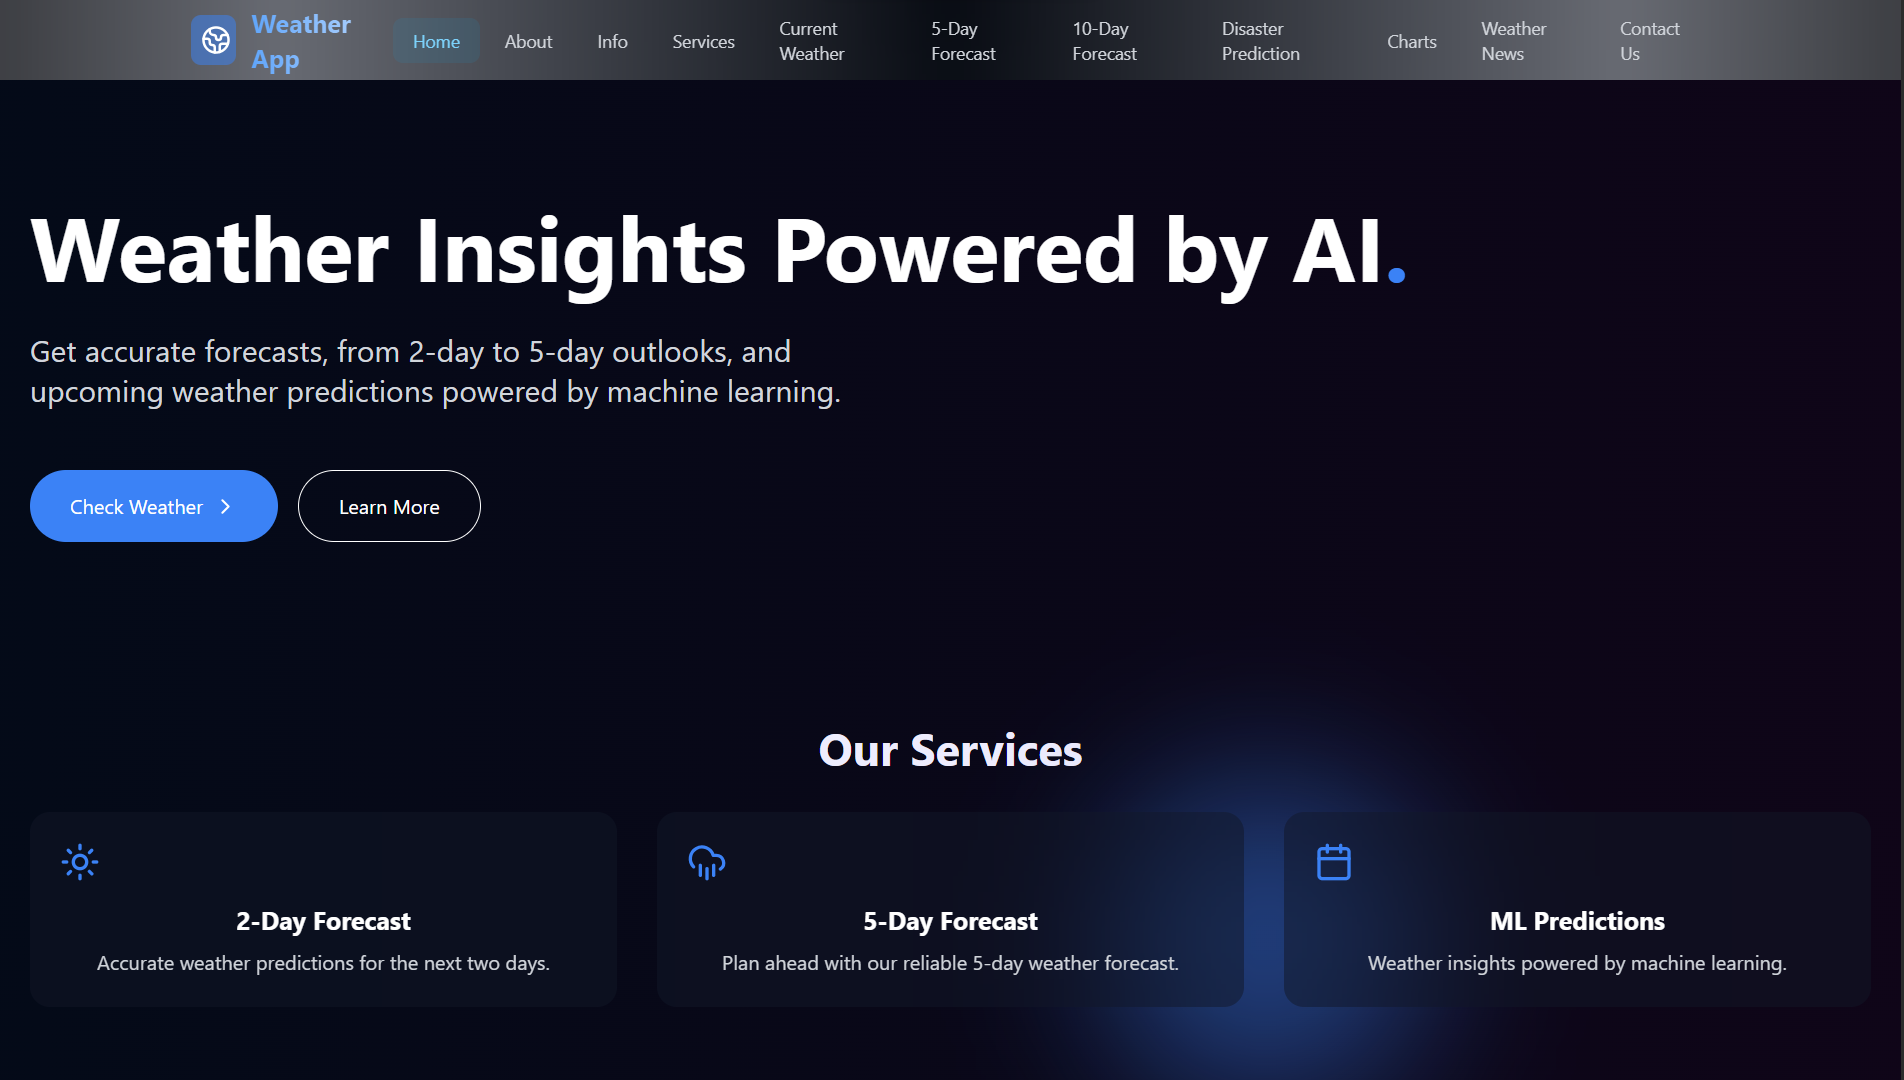 Weather
App
Home
About
Info
Services
Current
Weather
5-Day
Forecast
10-Day
Forecast
Disaster
Prediction
Charts
Weather
News
Contact
Us
Weather Insights Powered by AI.
Get accurate forecasts, from 2-day to 5-day outlooks, and
upcoming weather predictions powered by machine learning.
Check Weather
Learn More
Our Services
2-Day Forecast
Accurate weather predictions for the next two days.
5-Day Forecast
Plan ahead with our reliable 5-day weather forecast.
ML Predictions
Weather insights powered by machine learning.